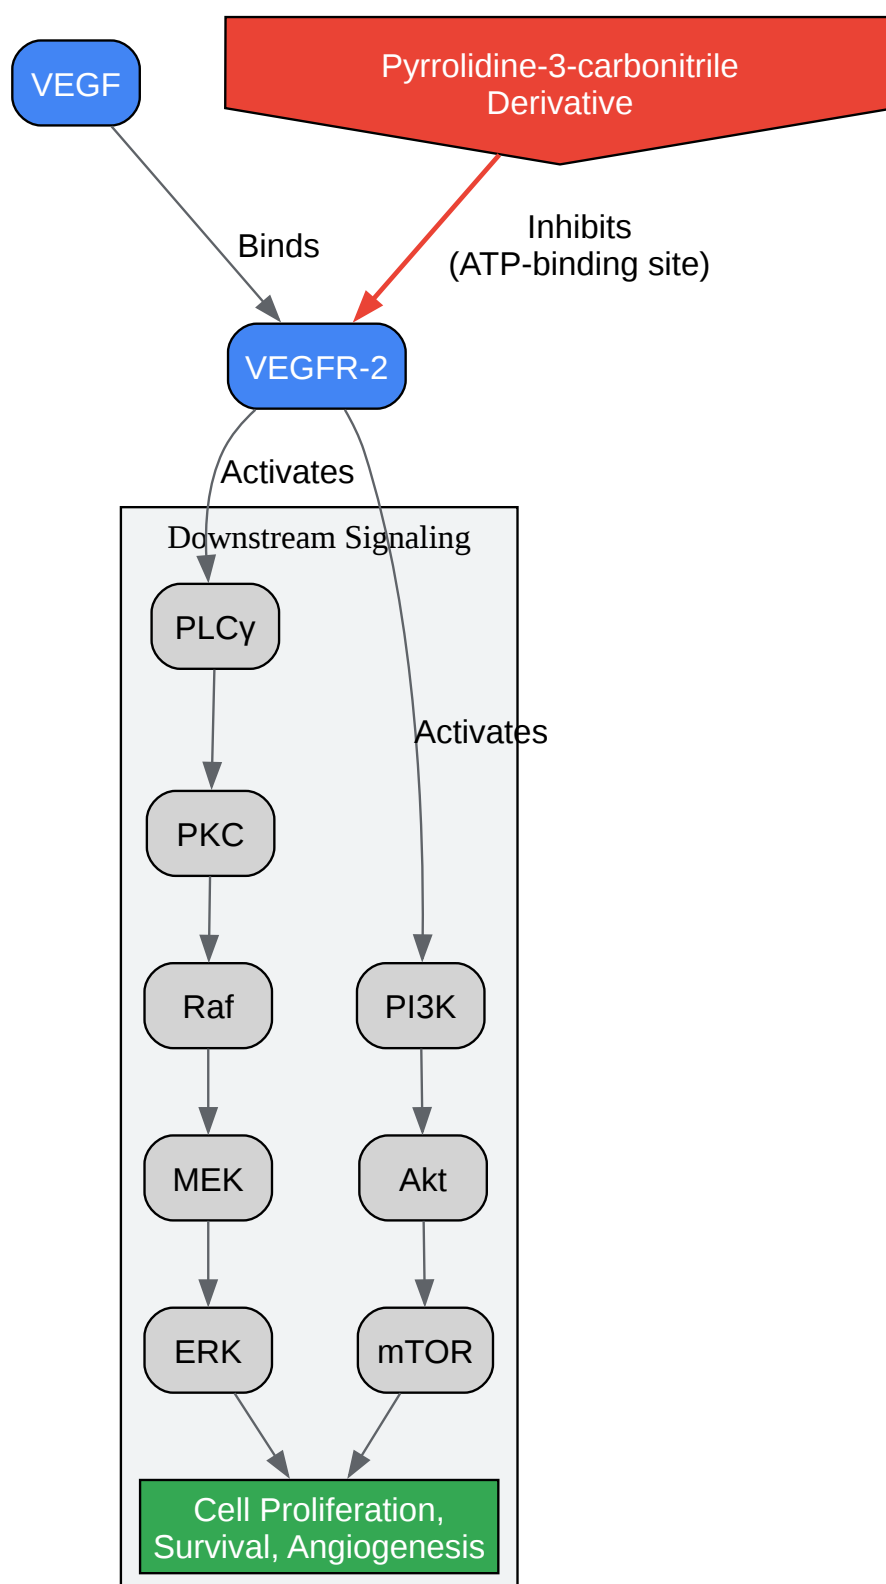 VEGF
Pyrrolidine-3-carbonitrile
Derivative
Binds
Inhibits
(ATP-binding site)
VEGFR-2
Activates
Downstream Signaling
PLCγ
Activates
PKC
Raf
PI3K
MEK
Akt
ERK
mTOR
Cell Proliferation,
Survival, Angiogenesis